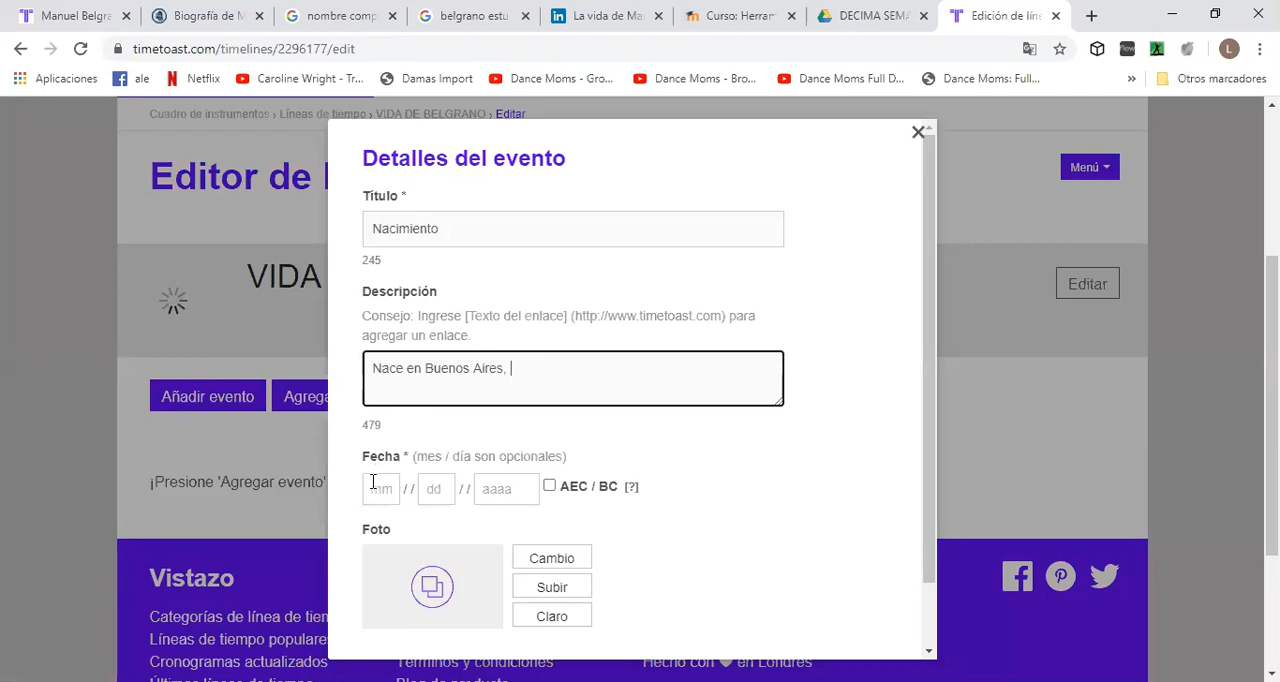 Manuel Belgra
Biografía de M
nombre comp
belgrano estu
La vida de Ma
Curso: Herram
DECIMA SEMA
Edición de líne
timetoast.com/timelines/2296177/edit
L
Aplicaciones
ale
Netflix
Caroline Wright - Tr...
Damas Import
Dance Moms - Gro...
Dance Moms - Bro...
Dance Moms Full D...
Dance Moms: Full...
»
Otros marcadores
Cuadro de instrumentos › Líneas de tiempo › VIDA DE BELGRANO › Editar
Editor de
Menú
VIDA
Editar
Añadir evento
Agrega
¡Presione 'Agregar evento'
Detalles del evento
Título *
Nacimiento
245
Descripción
Consejo: Ingrese [Texto del enlace] (http://www.timetoast.com) para
agregar un enlace.
Nace en Buenos Aires,
479
Fecha * (mes / día son opcionales)
mm // dd // aaaa AEC / BC [?]
Foto
Cambio
Subir
Claro
Vistazo
Categorías de línea de tiem
Líneas de tiempo populares
Cronogramas actualizados
Términos y condiciones
Hecho con en Londres